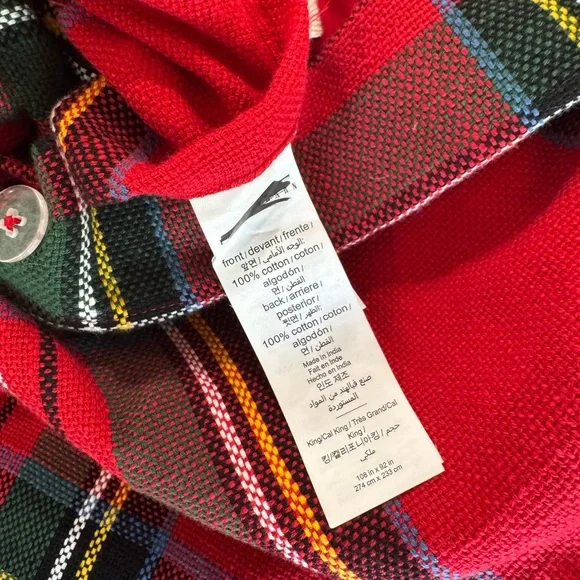 front/devant/frente/
앞면/الوجه الأمامي:
100% cotton/coton/
algodón/
면/القطن
back/arriere/
posterior/
뒷면/الظهر:
100% cotton/coton/
algodón/
면/القطن
Made in India
Fait en Inde
Hecho en India
인도 제조
صنع في الهند من المواد
المستوردة
King/Cal King / Très Grand/Cal
King /
킹/캘리포니아킹 / حجم
ملكي
108 in x 92 in
274 cm x 233 cm